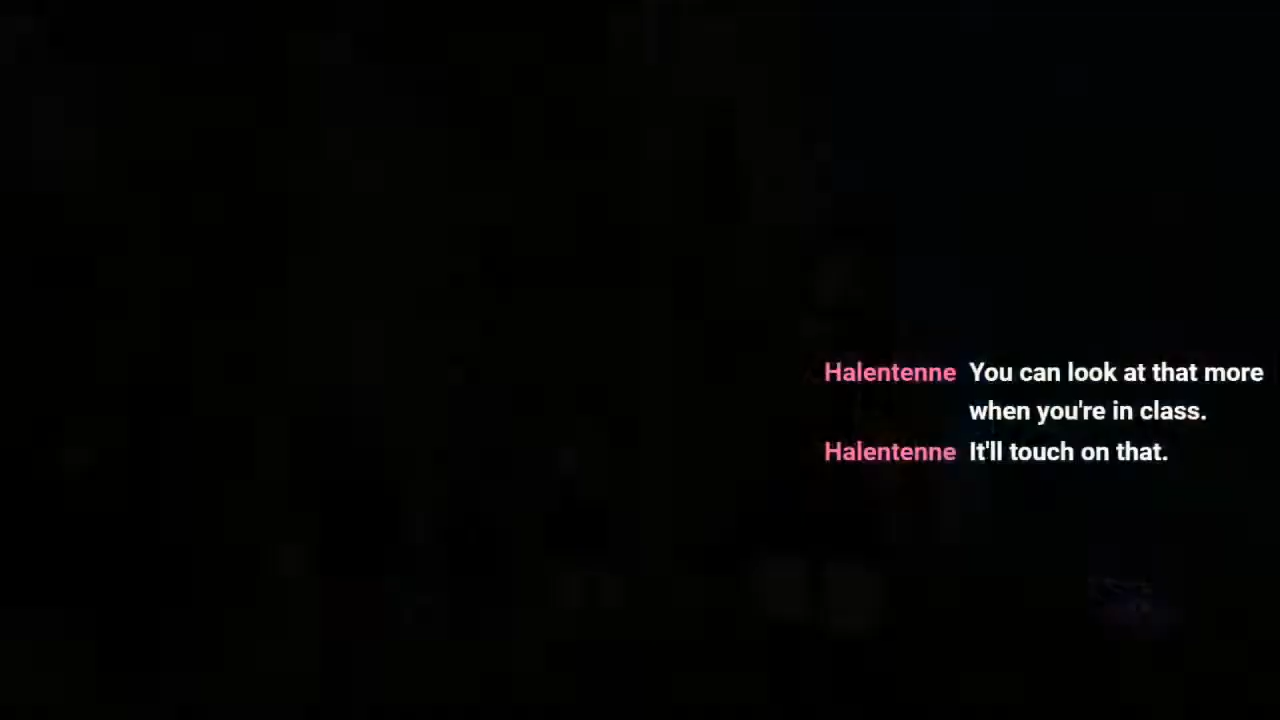 Halentenne You can look at that more
when you're in class.
Halentenne It'll touch on that.